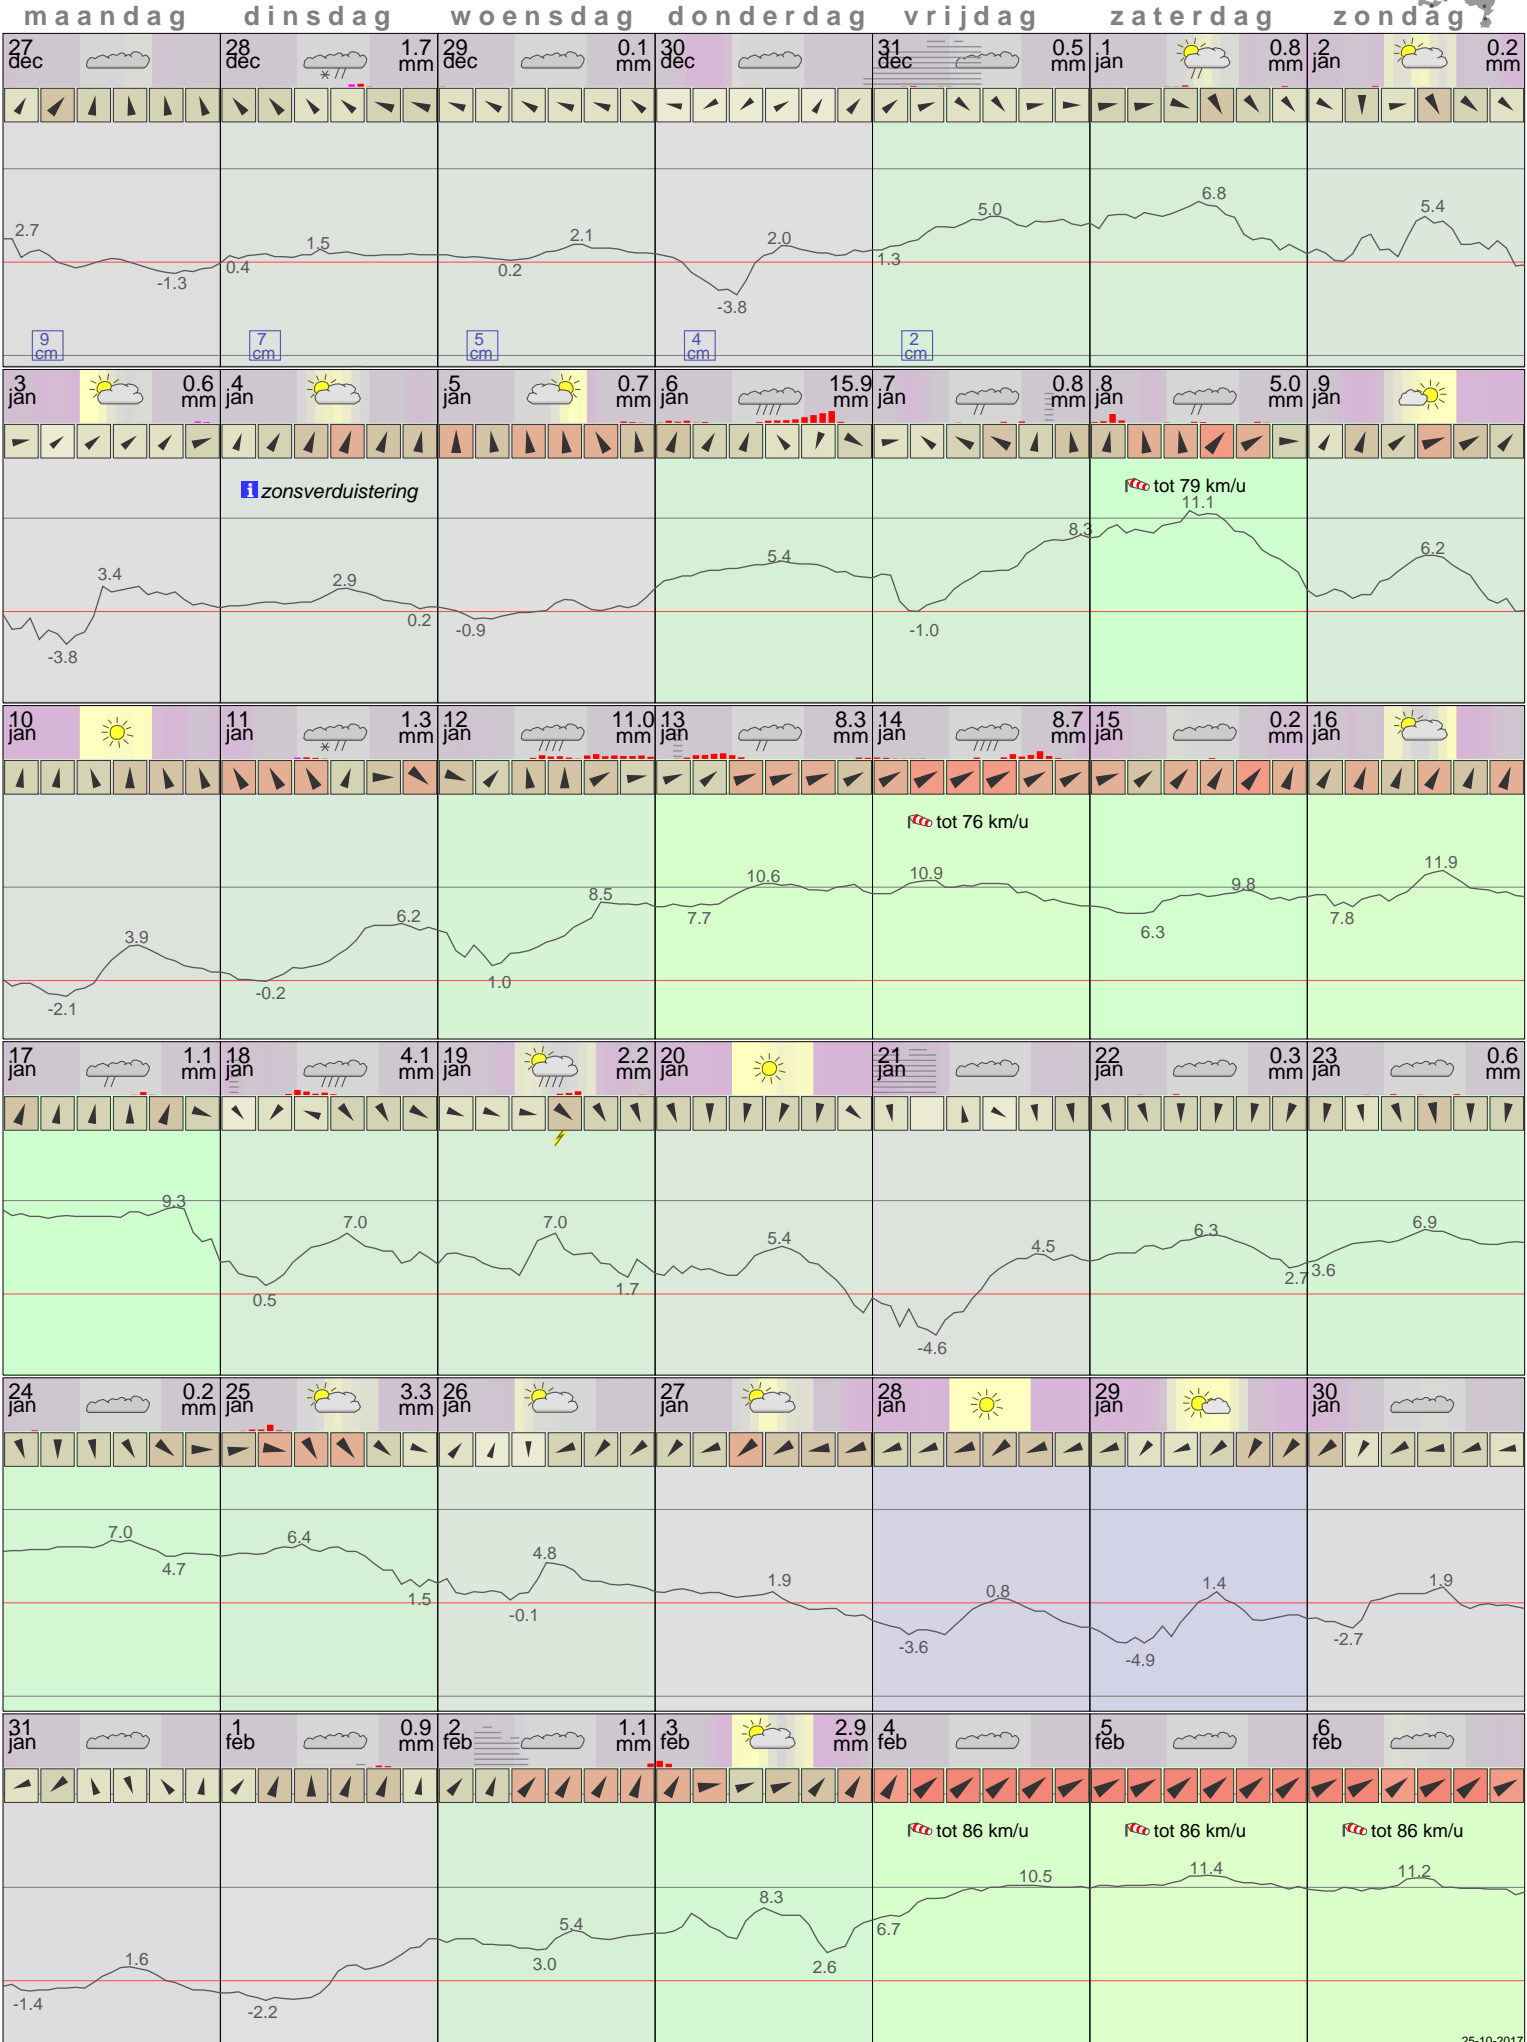 maandag dinsdag woensdag donderdag vrijdag zaterdag zondag
27 28 1.7 29 0.1 30 31 0.5 1 0.8 2 0.2
dec dec mm dec mm dec dec mm jan mm jan mm
2.7 -1.3 0.4 1.5 0.2 2.1 -3.8 2.0 1.3 5.0 6.8 5.4
9 7 5 4 2
cm cm cm cm cm
3 0.6 4 5 0.7 6 15.9 7 0.8 8 5.0 9
jan mm jan jan mm jan mm jan mm jan mm jan
i zonsverduistering
tot 79 km/u
-3.8 3.4 2.9 0.2 -0.9 5.4 -1.0 8.3 11.1 6.2
10 11 1.3 12 11.0 13 8.3 14 8.7 15 0.2 16
jan jan mm jan mm jan mm jan mm jan mm jan
tot 76 km/u
-2.1 3.9 -0.2 6.2 1.0 8.5 7.7 10.6 10.9 6.3 9.8 7.8 11.9
17 1.1 18 4.1 19 2.2 20 21 22 0.3 23 0.6
jan mm jan mm jan mm jan jan jan mm jan mm
9.3 0.5 7.0 7.0 1.7 5.4 -4.6 4.5 6.3 2.7 3.6 6.9
24 0.2 25 3.3 26 27 28 29 30
jan mm jan mm jan jan jan jan jan
7.0 4.7 6.4 1.5 -0.1 4.8 1.9 -3.6 0.8 -4.9 1.4 -2.7 1.9
31 1 0.9 2 1.1 3 2.9 4 5 6
jan feb mm feb mm feb mm feb feb feb
tot 86 km/u tot 86 km/u tot 86 km/u
-1.4 1.6 -2.2 3.0 5.4 8.3 2.6 6.7 10.5 11.4 11.2
25-10-2017